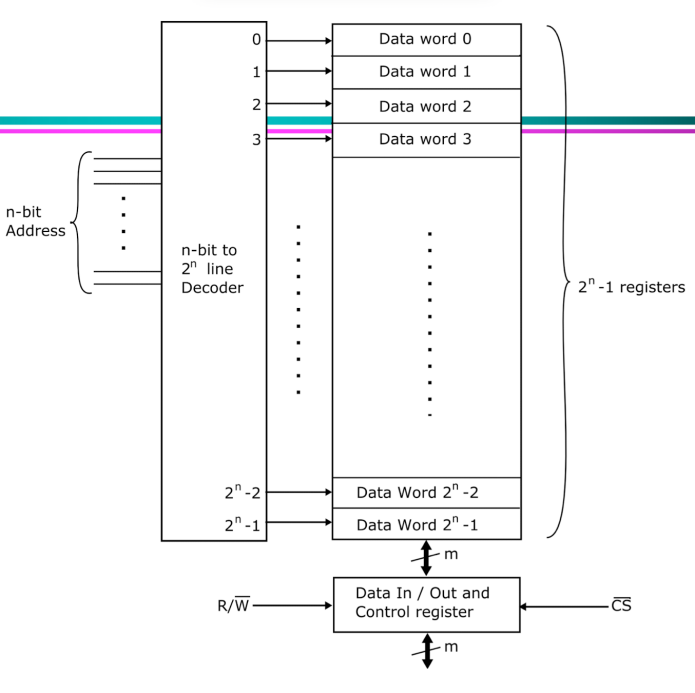 0
Data word 0
1
Data word 1
2
Data word 2
3
Data word 3
n-bit
Address
n-bit to
2ⁿ line
Decoder
2ⁿ-1 registers
2ⁿ-2
Data Word 2ⁿ-2
2ⁿ-1
Data Word 2ⁿ-1
m
R/W̅
Data In / Out and
Control register
C̅S̅
m